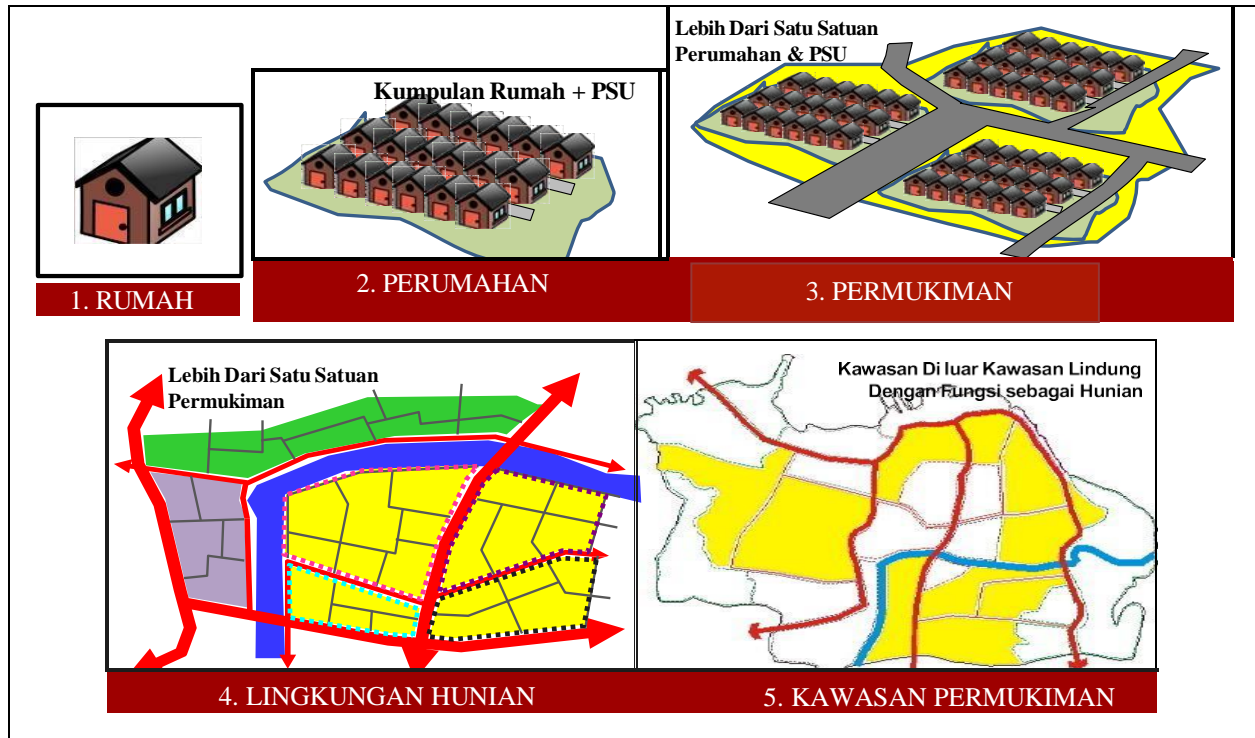 1. RUMAH
Kumpulan Rumah + PSU
2. PERUMAHAN
Lebih Dari Satu Satuan
Perumahan & PSU
3. PERMUKIMAN
Lebih Dari Satu Satuan
Permukiman
4. LINGKUNGAN HUNIAN
Kawasan Di luar Kawasan Lindung
Dengan Fungsi sebagai Hunian
5. KAWASAN PERMUKIMAN